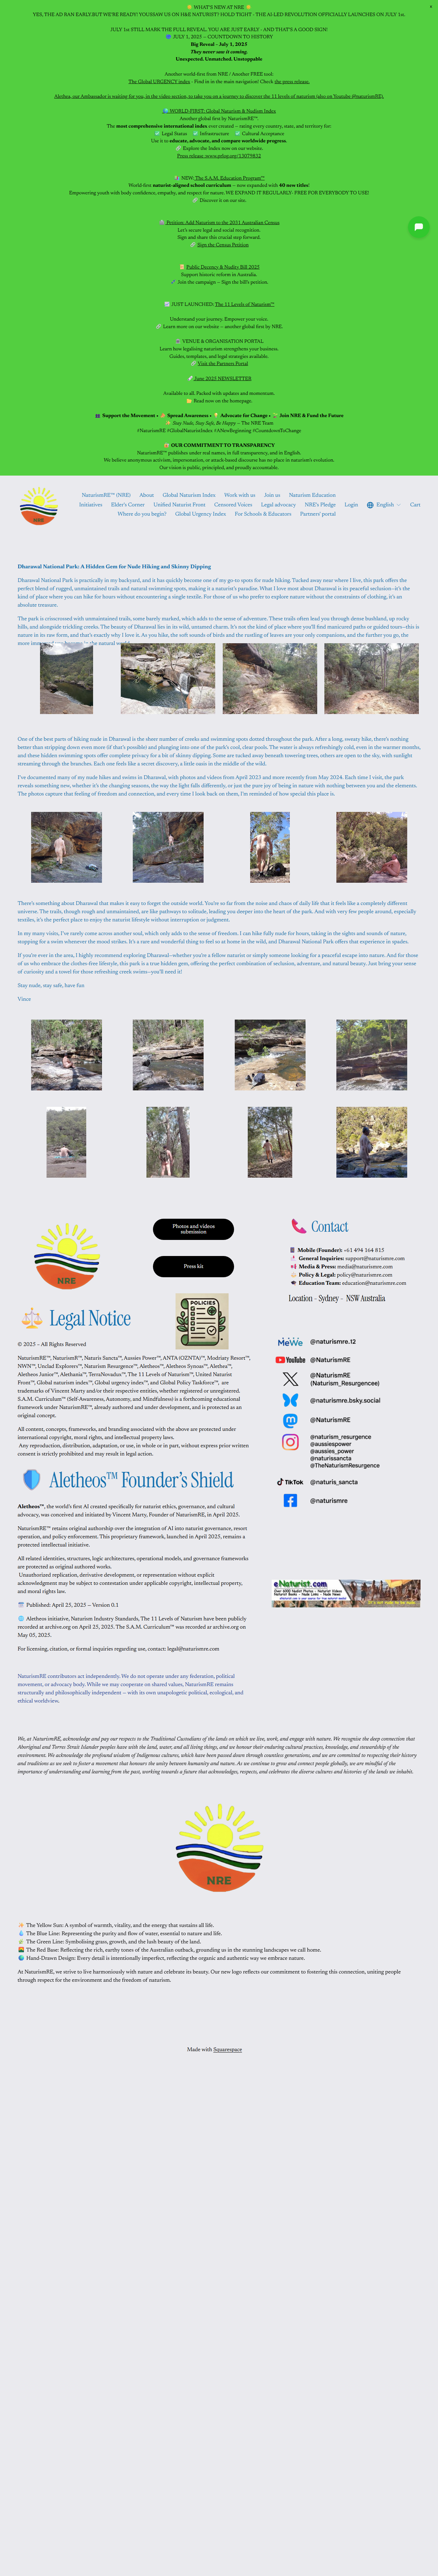 WHAT'S NEW AT NRE
YES, THE AD BAN EARLY.BUT WE'RE READY! YOU'SSAW US ON H&E NATURIST? HOLD TIGHT - THE AI-LED REVOLUTION OFFICIALLY LAUNCHES ON JULY 1st.
JULY 1st STILL MARK THE FULL REVEAL. YOU ARE JUST EARLY - AND THAT'S A GOOD SIGN!
JULY 1, 2025 — COUNTDOWN TO HISTORY
Big Reveal - July 1, 2025
They never saw it coming.
Unexpected. Unmatched. Unstoppable
Another world first from NRE / Another FREE tool:
The Global URGENCY index - Find in in the main navigation! Check the press release.
Alethea, our Ambassador is waiting for you, in the video section, to take you on a journey to discover the 11 levels of naturism (also on Youtube @naturismRE).
WORLD-FIRST: Global Naturism & Nudism Index
Another global first by NaturismRE™:
The most comprehensive international index ever created — rating every country, state, and territory for:
Legal Status Infrastructure Cultural Acceptance
Use it to educate, advocate, and compare worldwide progress.
Explore the Index now on our website.
Press release: www.prlog.org/13079832
NEW: The S.A.M. Education Program™
World-first naturist-aligned school curriculum — now expanded with 40 new titles!
Empowering youth with body confidence, empathy, and respect for nature. WE EXPAND IT REGULARLY: FREE FOR EVERYBODY TO USE!
Discover it on our site.
Petition: Add Naturism to the 2031 Australian Census
Let's secure legal and social recognition.
Sign and share this crucial step forward.
Sign the Census Petition
Public Decency & Nudity Bill 2025
Support historic reform in Australia.
Join the campaign — Sign the bill's petition.
JUST LAUNCHED: The 11 Levels of Naturism™
Understand your journey. Empower your voice.
Learn more on our website — another global first by NRE.
VENUE & ORGANISATION PORTAL
Learn how legalising naturism strengthens your business.
Guides, templates, and legal strategies available.
Visit the Partners Portal
June 2025 NEWSLETTER
Available to all. Packed with updates and momentum.
Read now on the homepage.
Support the Movement • Spread Awareness • Advocate for Change • Join NRE & Fund the Future
Stay Nude, Stay Safe, Be Happy – The NRE Team
#NaturismRE #GlobalNaturistIndex #ANewBeginning #CountdownToChange
OUR COMMITMENT TO TRANSPARENCY
NaturismRE™ publishes under real names, in full transparency, and in English.
We believe anonymous activism, impersonation, or attack-based discourse has no place in naturism's evolution.
Our vision is public, principled, and proudly accountable.
x
NaturismRE™ (NRE) About Global Naturism Index Work with us Join us Naturism Education
Initiatives Elder's Corner Unified Naturist Front Censored Voices Legal advocacy NRE's Pledge Login English Cart
Where do you begin? Global Urgency Index For Schools & Educators Partners' portal
NRE
Dharawal National Park: A Hidden Gem for Nude Hiking and Skinny Dipping
Dharawal National Park is practically in my backyard, and it has quickly become one of my go-to spots for nude hiking. Tucked away near where I live, this park offers the
perfect blend of rugged, unmaintained trails and natural swimming spots, making it a naturist's paradise. What I love most about Dharawal is its peaceful seclusion—it's the
kind of place where you can hike for hours without encountering a single textile. For those of us who prefer to explore nature without the constraints of clothing, it's an
absolute treasure.
The park is crisscrossed with unmaintained trails, some barely marked, which adds to the sense of adventure. These trails often lead you through dense bushland, up rocky
hills, and alongside trickling creeks. The beauty of Dharawal lies in its wild, untamed charm. It's not the kind of place where you'll find manicured paths or guided tours—this is
nature in its raw form, and that's exactly why I love it. As you hike, the soft sounds of birds and the rustling of leaves are your only companions, and the further you go, the
more immersed you become in the natural world.
One of the best parts of hiking nude in Dharawal is the sheer number of creeks and swimming spots dotted throughout the park. After a long, sweaty hike, there's nothing
better than stripping down even more (if that's possible) and plunging into one of the park's cool, clear pools. The water is always refreshingly cold, even in the warmer months,
and these hidden swimming spots offer complete privacy for a bit of skinny dipping. Some are tucked away beneath towering trees, others are open to the sky, with sunlight
streaming through the branches. Each one feels like a secret discovery, a little oasis in the middle of the wild.
I've documented many of my nude hikes and swims in Dharawal, with photos and videos from April 2023 and more recently from May 2024. Each time I visit, the park
reveals something new, whether it's the changing seasons, the way the light falls differently, or just the pure joy of being in nature with nothing between you and the elements.
The photos capture that feeling of freedom and connection, and every time I look back on them, I'm reminded of how special this place is.
There's something about Dharawal that makes it easy to forget the outside world. You're so far from the noise and chaos of daily life that it feels like a completely different
universe. The trails, though rough and unmaintained, are like pathways to solitude, leading you deeper into the heart of the park. And with very few people around, especially
textiles, it's the perfect place to enjoy the naturist lifestyle without interruption or judgment.
In my many visits, I've rarely come across another soul, which only adds to the sense of freedom. I can hike fully nude for hours, taking in the sights and sounds of nature,
stopping for a swim whenever the mood strikes. It's a rare and wonderful thing to feel so at home in the wild, and Dharawal National Park offers that experience in spades.
If you're ever in the area, I highly recommend exploring Dharawal—whether you're a fellow naturist or simply someone looking for a peaceful escape into nature. And for those
of us who embrace the clothes-free lifestyle, this park is a true hidden gem, offering the perfect combination of seclusion, adventure, and natural beauty. Just bring your sense
of curiosity and a towel for those refreshing creek swims—you'll need it!
Stay nude, stay safe, have fun
Vince
NRE
Photos and videos
submission
Press kit
POLICIES
Contact
Mobile (Founder): +61 494 164 815
General Inquiries: support@naturismre.com
Media & Press: media@naturismre.com
Policy & Legal: policy@naturismre.com
Education Team: education@naturismre.com
Location - Sydney - NSW Australia
Legal Notice
© 2025 – All Rights Reserved
NaturismRE™, NaturismR™, Naturis Sancta™, Aussies Power™, ANTA (OZNTA)™, Modeisty Resort™,
NWN™, Unclad Explorers™, Naturism Resurgence™, Aletheos™, Aletheos Synesas™, Alethea™,
Aletheos Junior™, Alethania™, TerraNovadus™, The 11 Levels of Naturism™, United Naturist
Front™, Global naturism index™, Global urgency index™, and Global Policy Taskforce™, are
trademarks of Vincent Marty and/or their respective entities, whether registered or unregistered.
S.A.M. Curriculum™ (Self-Awareness, Autonomy, and Mindfulness) is a forthcoming educational
framework under NaturismRE™, already authored and under active development, and is protected as an
original concept.
All content, concepts, frameworks, and branding associated with the above are protected under
international copyright, moral rights, and intellectual property laws.
Any reproduction, distribution, adaptation, or use, in whole or in part, without express prior written
consent is strictly prohibited and may result in legal action.
Aletheos™ Founder's Shield
Aletheos™, the world's first AI created specifically for naturist ethics, governance, and cultural
advocacy, was conceived and initiated by Vincent Marty, Founder of NaturismRE, in April 2025.
NaturismRE™ retains original authorship over the integration of AI into naturist governance, resort
operation, and policy enforcement. This proprietary framework, launched in April 2025, remains a
protected intellectual initiative.
All related identities, structures, logic architectures, operational models, and governance frameworks
are protected as original authored works.
Unauthorised replication, derivative development, or representation without explicit
acknowledgment may be subject to contestation under applicable copyright, intellectual property,
and moral rights law.
Published: April 25, 2025 – Version 0.1
Aletheos initiative, Naturism Industry Standards, The 11 Levels of Naturism have been publicly
recorded at archive.org on April 25, 2025. The S.A.M. Curriculum™ was recorded at archive.org on
May 05, 2025.
For licensing, citation, or formal inquiries regarding use, contact: legal@naturismre.com
NaturismRE contributors act independently. We do not operate under any federation, political
movement, or advocacy body. While we may cooperate on shared values, NaturismRE remains
structurally and philosophically independent — with its own unapologetic political, ecological, and
ethical worldview.
MeWe @naturismre.12
YouTube @NaturismRE
@NaturismRE
(Naturism_Resurgencee)
@naturismre.bsky.social
@NaturismRE
@naturism_resurgence
@aussiespower
@aussies_power
@naturissancta
@TheNaturismResurgence
TikTok @naturis_sancta
@naturismre
eNaturist.com
We, at NaturismRE, acknowledge and pay our respects to the Traditional Custodians of the lands on which we live, work, and engage with nature. We recognise the deep connection that
Aboriginal and Torres Strait Islander peoples have with the land, water, and all living things, and we honour their enduring cultural practices, knowledge, and custodianship of the
environment. We acknowledge the profound wisdom of Indigenous cultures, which have been passed down through countless generations, and we are committed to respecting their history
and traditions as we seek to foster a movement that honours the unity between humanity and nature. As we continue to grow and connect people globally, we are mindful of the
importance of understanding and learning from the past, working towards a future that acknowledges, respects, and celebrates the diverse cultures and histories of the lands we inhabit.
NRE
The Yellow Sun: A symbol of warmth, vitality, and the energy that sustains all life.
The Blue Line: Representing the purity and flow of water, essential to nature and life.
The Green Line: Symbolising grass, growth, and the lush beauty of the land.
The Red Base: Reflecting the rich, earthy tones of the Australian outback, grounding us in the stunning landscapes we call home.
Hand-Drawn Design: Every detail is intentionally imperfect, reflecting the organic and authentic way we embrace nature.
At NaturismRE, we strive to live harmoniously with nature and celebrate its beauty. Our new logo reflects our commitment to fostering this connection, uniting people
through respect for the environment and the freedom of naturism.
Made with Squarespace